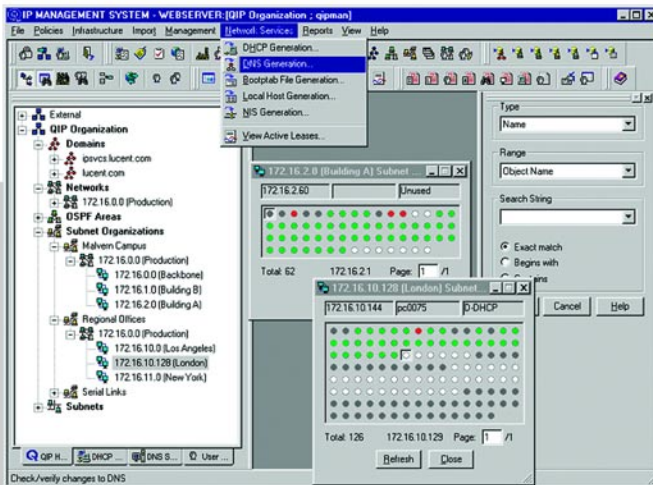 IP MANAGEMENT SYSTEM - WEBSERVER:[QIP Organization ; qipman]
File Policies Infrastructure Import Management Network Services Reports View Help
DHCP Generation...
DNS Generation...
Bootptab File Generation...
Local Host Generation...
NIS Generation...
View Active Leases...
External
QIP Organization
Domains
ipsvcs.lucent.com
lucent.com
Networks
172.16.0.0 (Production)
OSPF Areas
Subnet Organizations
Malvern Campus
172.16.0.0 (Production)
172.16.0.0 (Backbone)
172.16.1.0 (Building B)
172.16.2.0 (Building A)
Regional Offices
172.16.0.0 (Production)
172.16.10.0 (Los Angeles)
172.16.10.128 (London)
172.16.11.0 (New York)
Serial Links
Subnets
QIP H... DHCP ... DNS S... User ...
Check/verify changes to DNS
172.16.2.0 (Building A) Subnet ...
172.16.2.60 Unused
Total: 62 172.16.2.1 Page: 1 /1
172.16.10.128 (London) Subnet...
172.16.10.144 pc0075 D-DHCP
Total: 126 172.16.10.129 Page: 1 /1
Refresh Close
Type
Name
Range
Object Name
Search String
Exact match
Begins with
Cancel Help